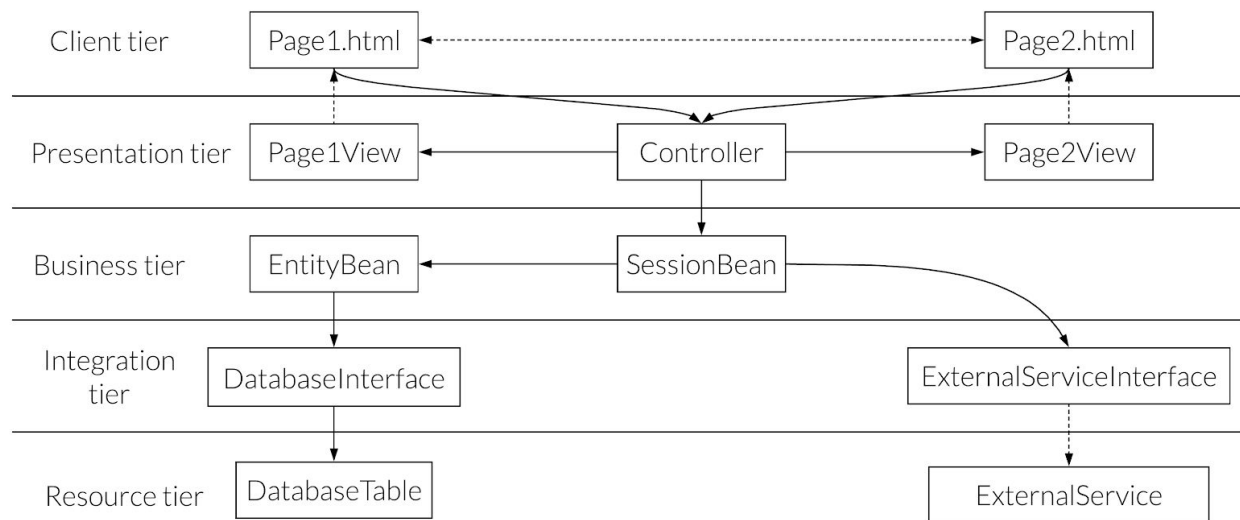 Client tier
Page1.html
Page2.html
Presentation tier
Page1View
Controller
Page2View
Business tier
EntityBean
SessionBean
Integration
tier
DatabaseInterface
ExternalServiceInterface
Resource tier
DatabaseTable
ExternalService